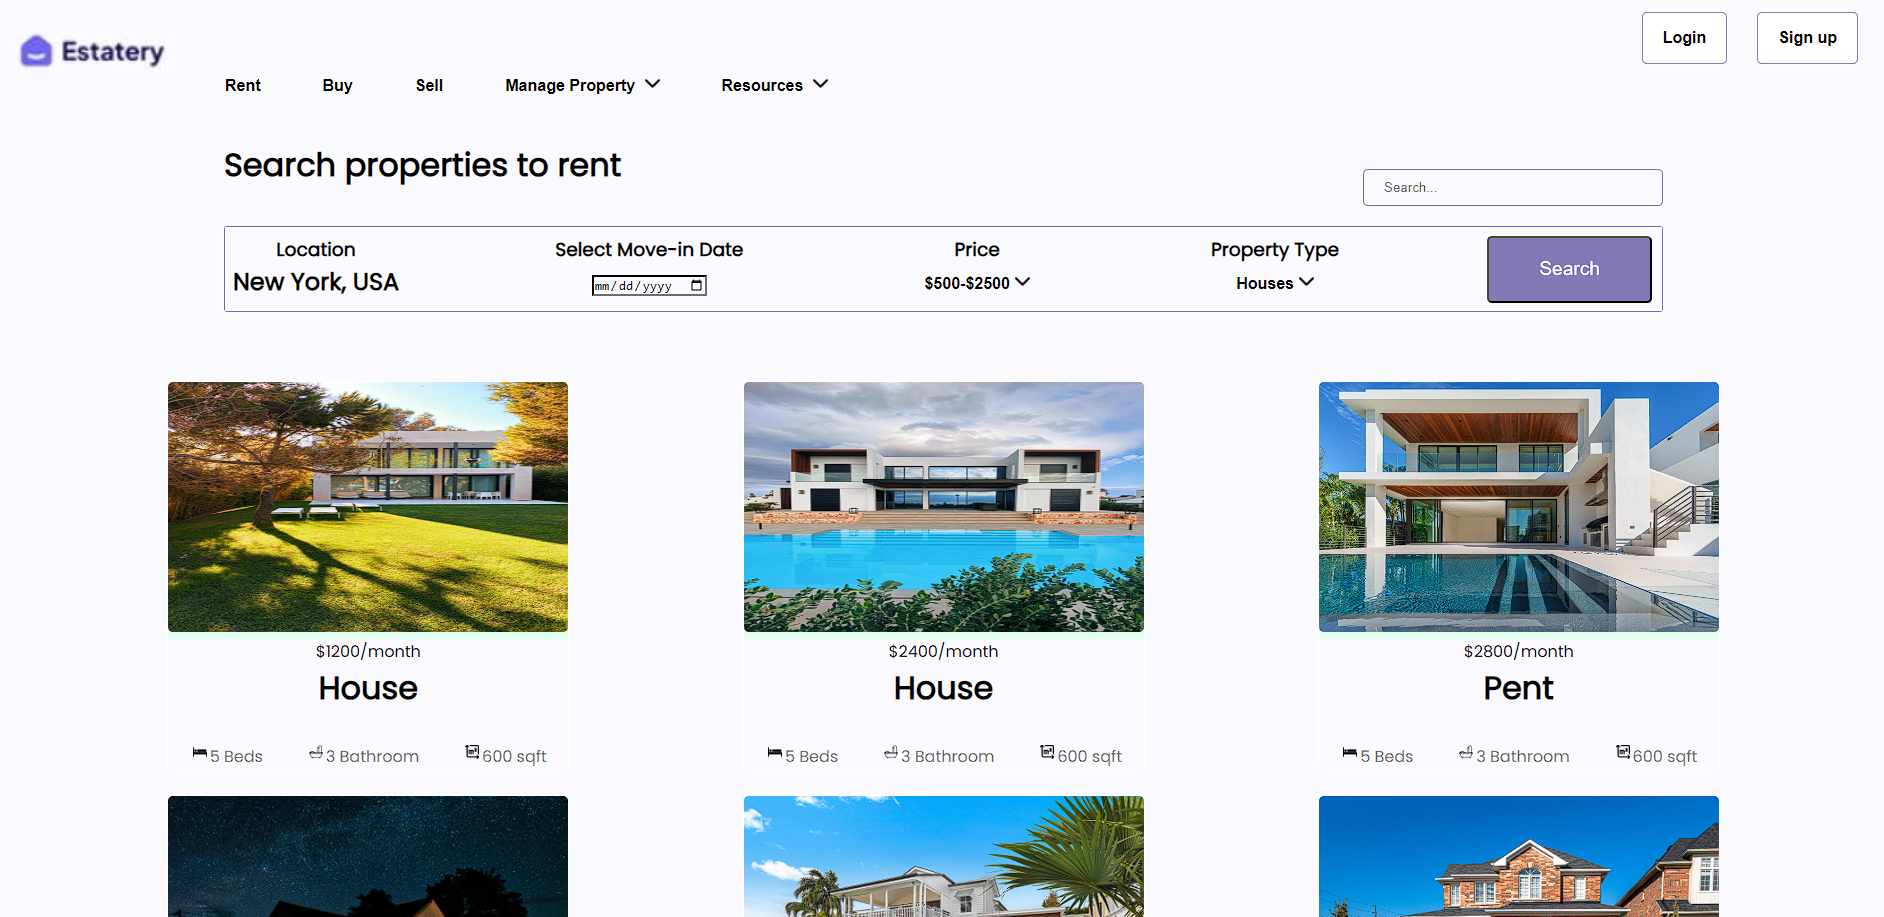 Estatery
Login
Sign up
Rent
Buy
Sell
Manage Property
Resources
Search properties to rent
Search...
Location
New York, USA
Select Move-in Date
mm/dd/yyyy
Price
$500-$2500
Property Type
Houses
Search
$1200/month
House
5 Beds
3 Bathroom
600 sqft
$2400/month
House
5 Beds
3 Bathroom
600 sqft
$2800/month
Pent
5 Beds
3 Bathroom
600 sqft